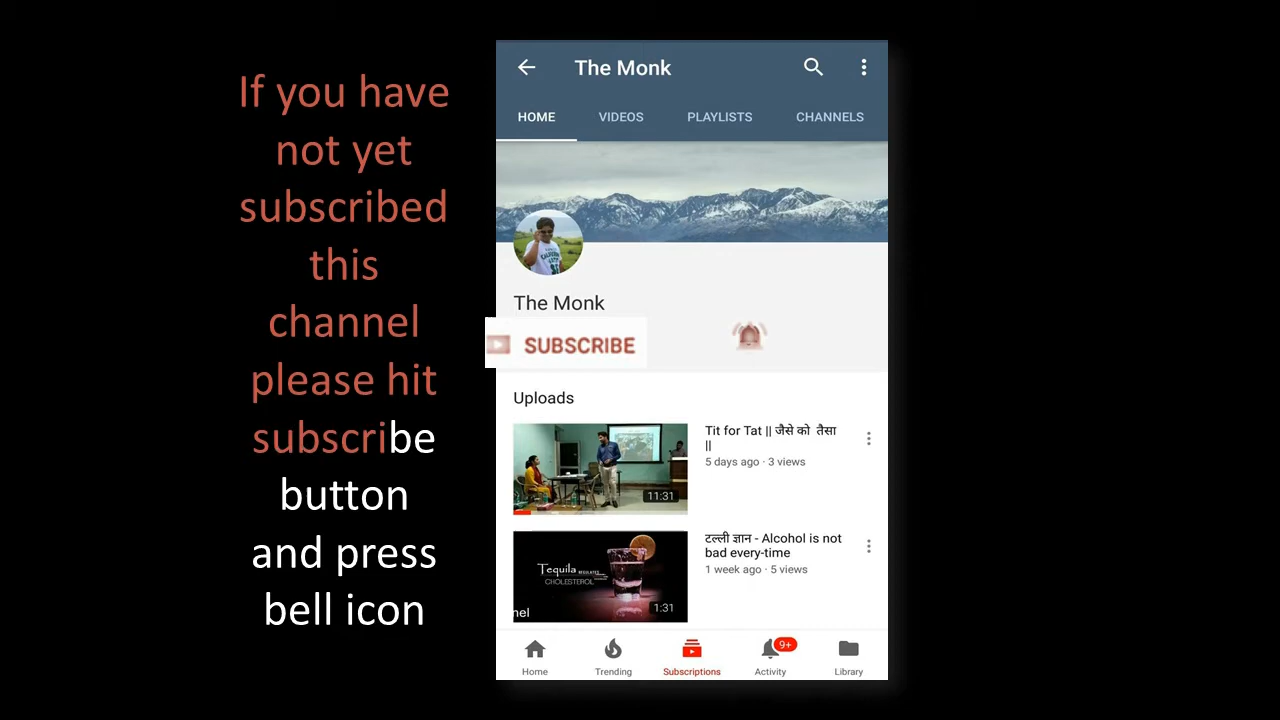 If you have
not yet
subscribed
this
channel
please hit
subscribe
button
and press
bell icon
The Monk
HOME VIDEOS PLAYLISTS CHANNELS
The Monk
SUBSCRIBE
Uploads
Tit for Tat || जैसे को तैसा
||
5 days ago · 3 views
11:31
टल्ली ज्ञान - Alcohol is not
bad every-time
1 week ago · 5 views
Tequila
CHOLESTEROL
nel
1:31
9+
Home Trending Subscriptions Activity Library